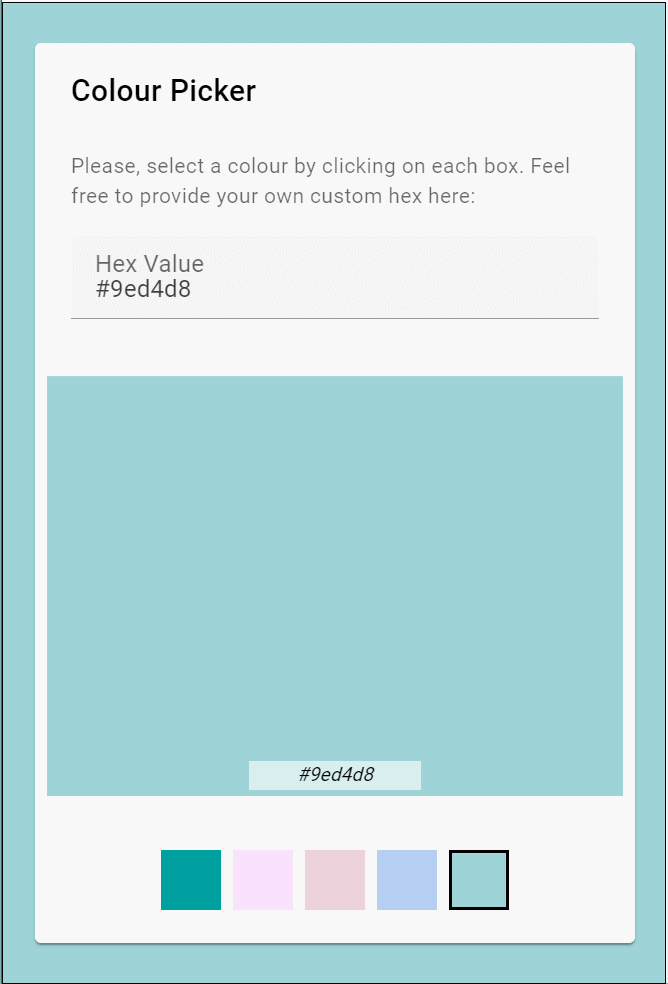 Colour Picker
Please, select a colour by clicking on each box. Feel
free to provide your own custom hex here:
Hex Value
#9ed4d8
#9ed4d8